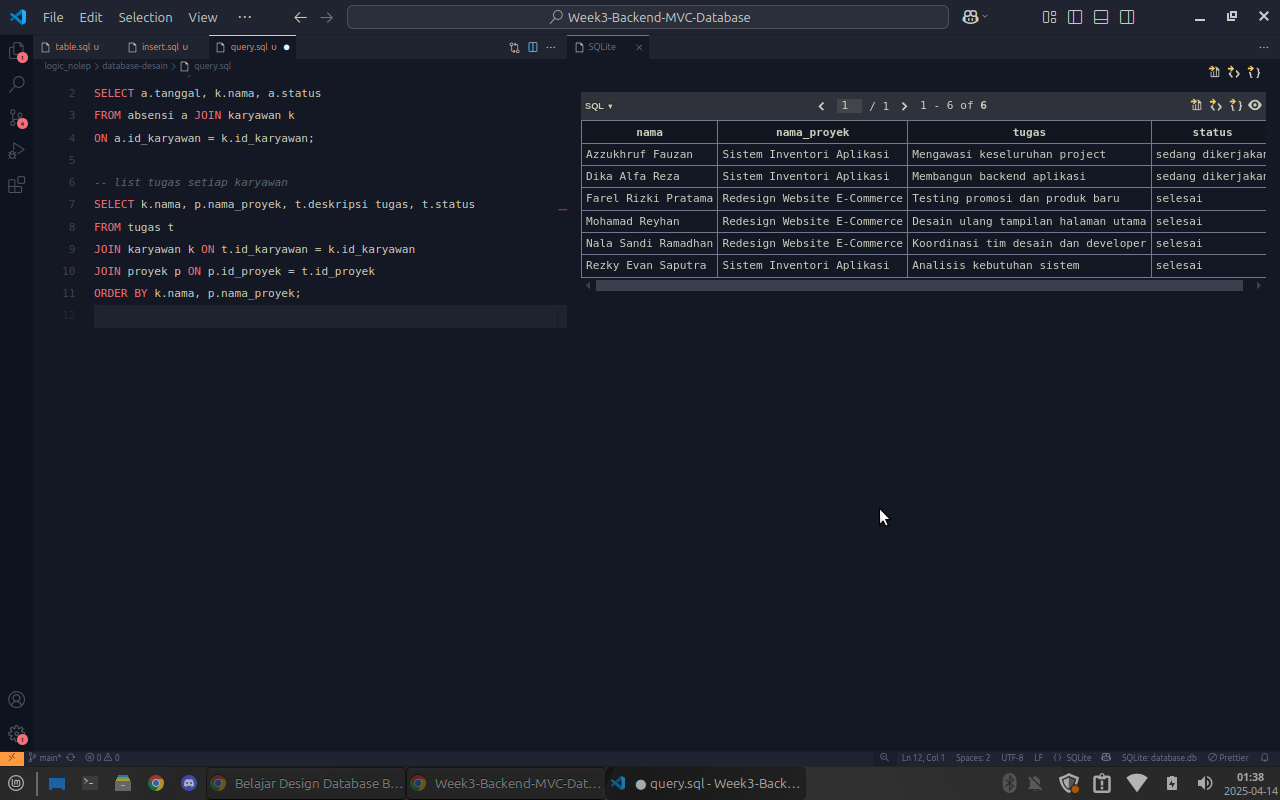 File Edit Selection View ··· Week3-Backend-MVC-Database
table.sql U insert.sql U query.sql U ● SQLite
logic_nolep > database-desain > query.sql
2 SELECT a.tanggal, k.nama, a.status
3 FROM absensi a JOIN karyawan k
4 ON a.id_karyawan = k.id_karyawan;
5
6 -- list tugas setiap karyawan
7 SELECT k.nama, p.nama_proyek, t.deskripsi tugas, t.status
8 FROM tugas t
9 JOIN karyawan k ON t.id_karyawan = k.id_karyawan
10 JOIN proyek p ON p.id_proyek = t.id_proyek
11 ORDER BY k.nama, p.nama_proyek;
12
SQL ▾ 1 / 1 1 - 6 of 6
nama nama_proyek tugas status
Azzukhruf Fauzan Sistem Inventori Aplikasi Mengawasi keseluruhan project sedang dikerjakan
Dika Alfa Reza Sistem Inventori Aplikasi Membangun backend aplikasi sedang dikerjakan
Farel Rizki Pratama Redesign Website E-Commerce Testing promosi dan produk baru selesai
Mohamad Reyhan Redesign Website E-Commerce Desain ulang tampilan halaman utama selesai
Nala Sandi Ramadhan Redesign Website E-Commerce Koordinasi tim desain dan developer selesai
Rezky Evan Saputra Sistem Inventori Aplikasi Analisis kebutuhan sistem selesai
1
4
1
main* 0 0 Ln 12, Col 1 Spaces: 2 UTF-8 LF SQLite SQLite: database.db Prettier
Belajar Design Database B... Week3-Backend-MVC-Dat... ● query.sql - Week3-Back... 01:38
2025-04-14